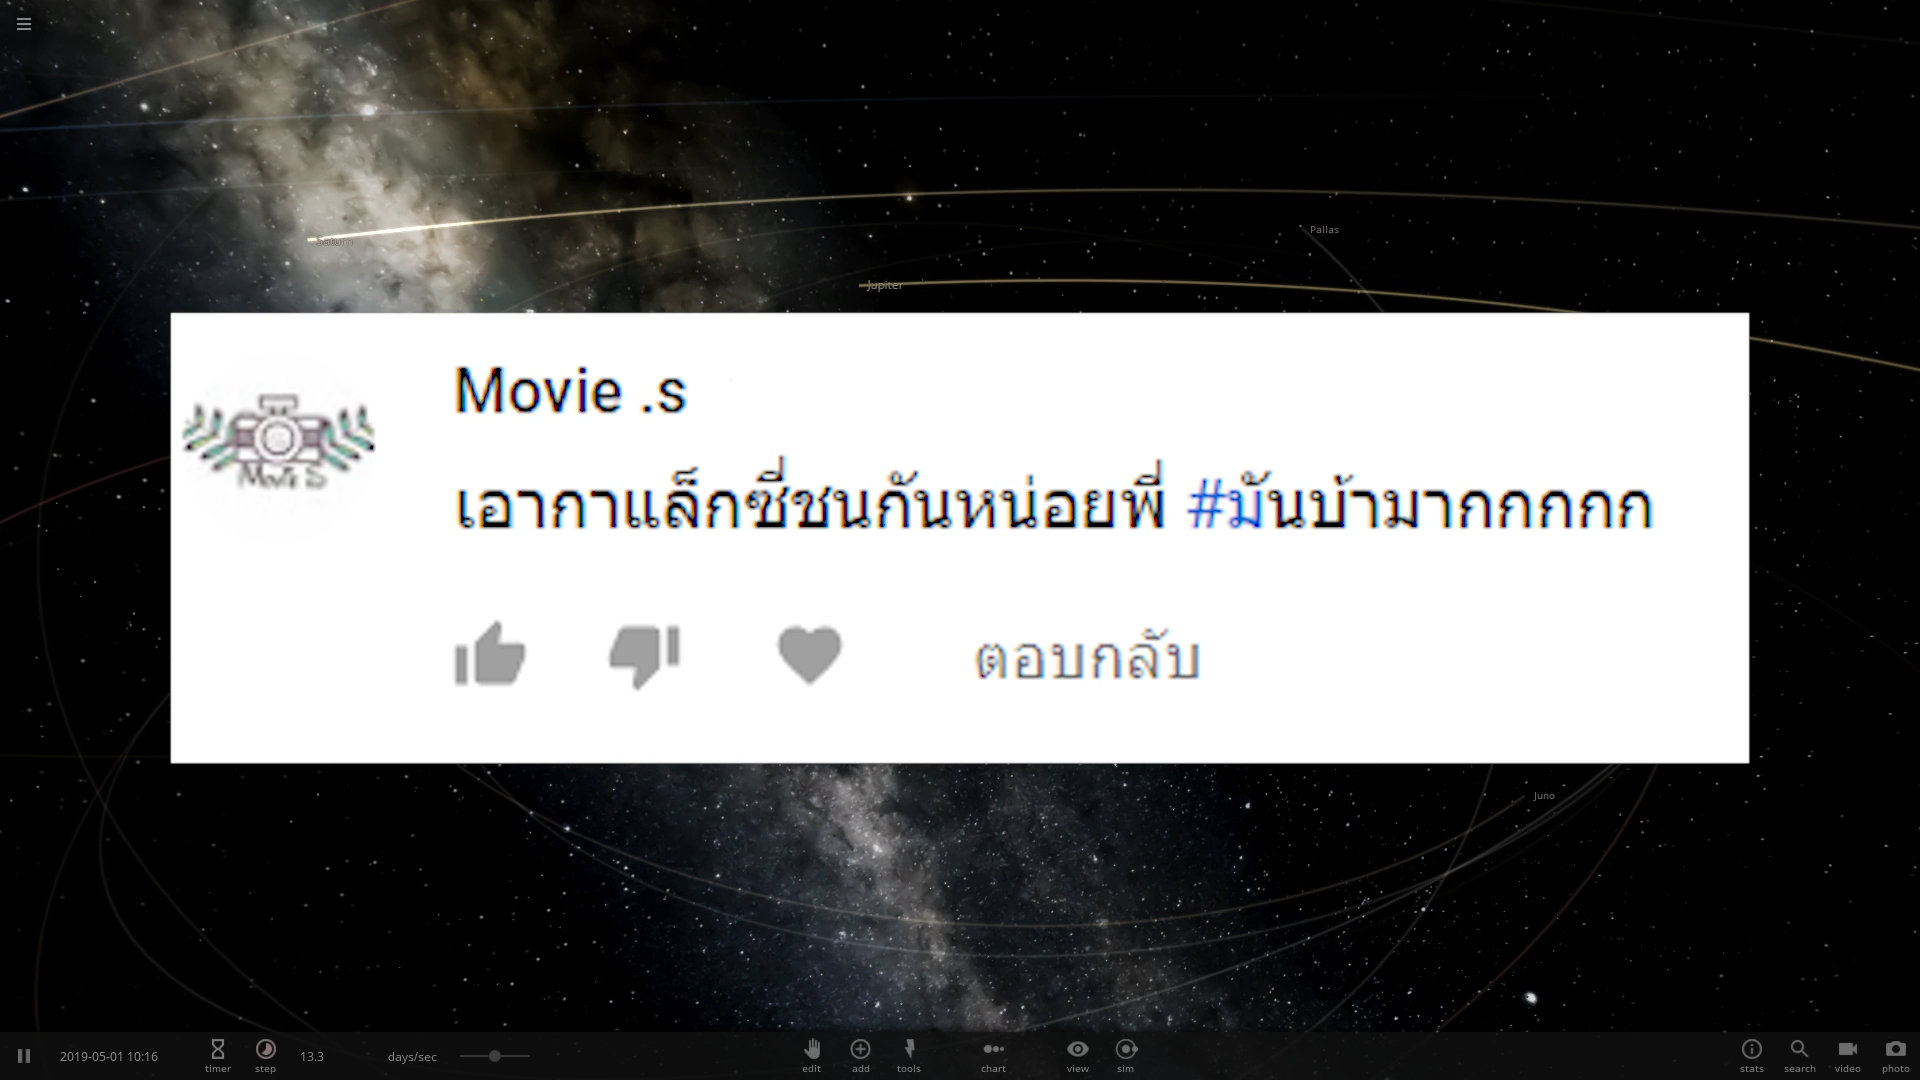 Saturn
Pallas
Jupiter
Movie .s
Movie S
เอากาแล็กซี่ชนกันหน่อยพี่ #มันบ้ามากกกกก
ตอบกลับ
Juno
2019-05-01 10:16
timer
step
13.3
days/sec
edit
add
tools
chart
view
sim
stats
search
video
photo